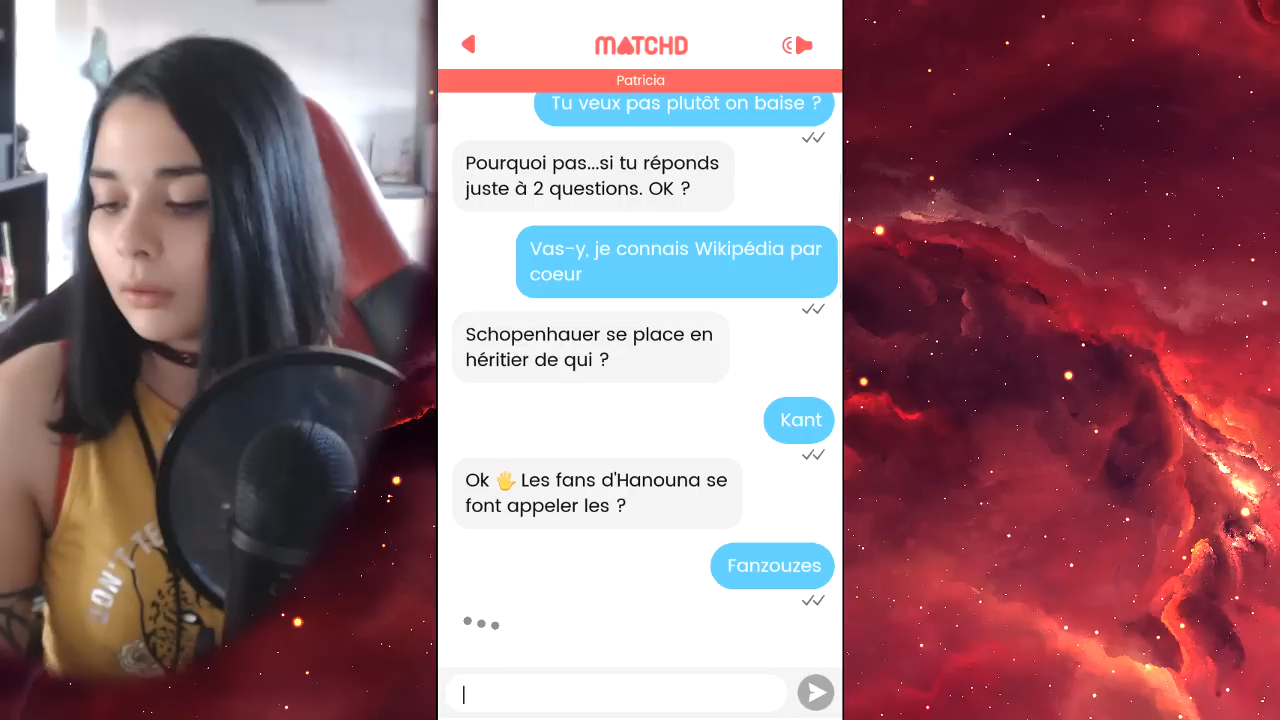 MATCHD
Patricia
Tu veux pas plutôt on baise ?
Pourquoi pas...si tu réponds
juste à 2 questions. OK ?
Vas-y, je connais Wikipédia par
coeur
Schopenhauer se place en
héritier de qui ?
Kant
Ok 🖐 Les fans d'Hanouna se
font appeler les ?
Fanzouzes
DON'T TE